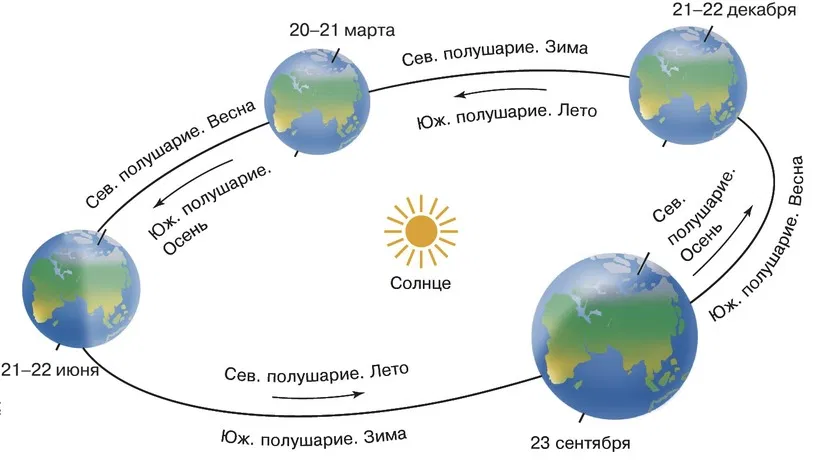 21–22 декабря
20–21 марта
Сев. полушарие. Зима
Юж. полушарие. Лето
Сев. полушарие. Весна
Юж. полушарие.
Осень
Сев.
полушарие.
Осень
Юж. полушарие. Весна
Солнце
21–22 июня
Сев. полушарие. Лето
Юж. полушарие. Зима
23 сентября